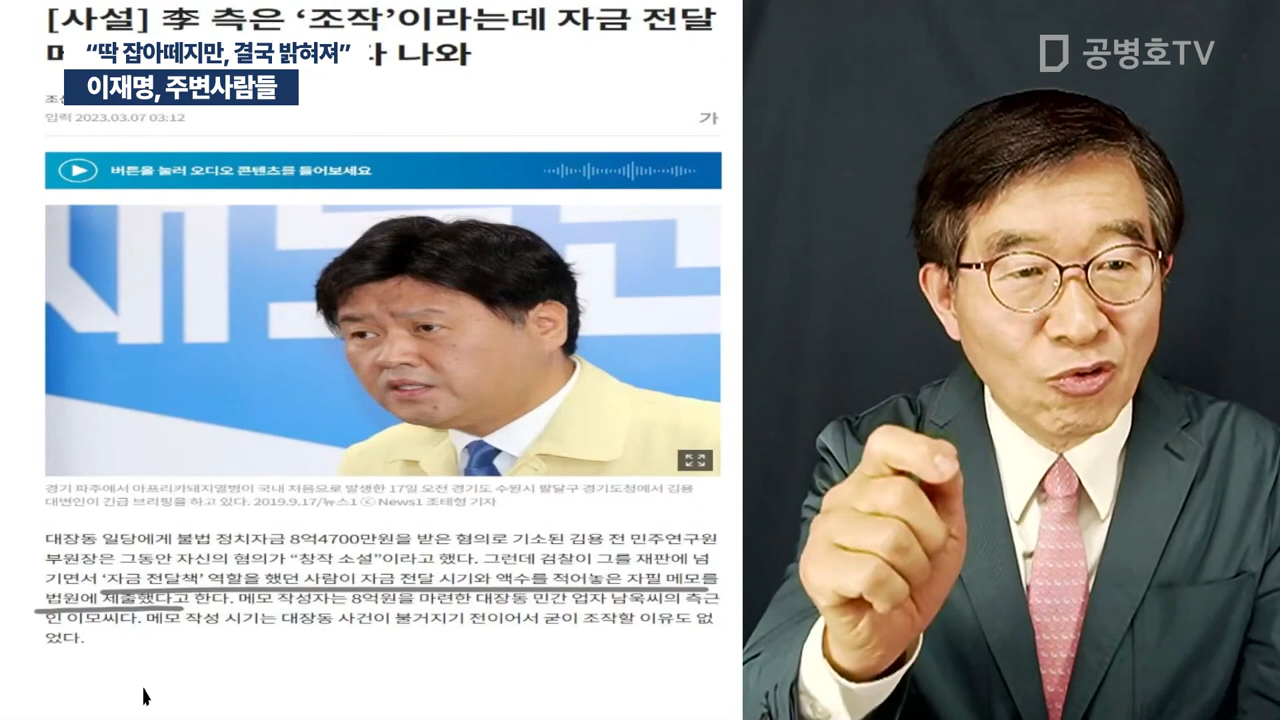 [사설] 李 측은 ‘조작’이라는데 자금 전달
나와
“딱 잡아떼지만, 결국 밝혀져”
이재명, 주변사람들
공병호TV
입력 2023.03.07 03:12
가
버튼을 눌러 오디오 콘텐츠를 들어보세요
경기 파주에서 아프리카돼지열병이 국내 처음으로 발생한 17일 오전 경기도 수원시 팔달구 경기도청에서 김용
대변인이 긴급 브리핑을 하고 있다. 2019.9.17/뉴스1 ⓒ News1 조태형 기자
대장동 일당에게 불법 정치자금 8억4700만원을 받은 혐의로 기소된 김용 전 민주연구원
부원장은 그동안 자신의 혐의가 “창작 소설”이라고 했다. 그런데 검찰이 그를 재판에 넘
기면서 ‘자금 전달책’ 역할을 했던 사람이 자금 전달 시기와 액수를 적어놓은 자필 메모를
법원에 제출했다고 한다. 메모 작성자는 8억원을 마련한 대장동 민간 업자 남욱씨의 측근
인 이모씨다. 메모 작성 시기는 대장동 사건이 불거지기 전이어서 굳이 조작할 이유도 없
었다.